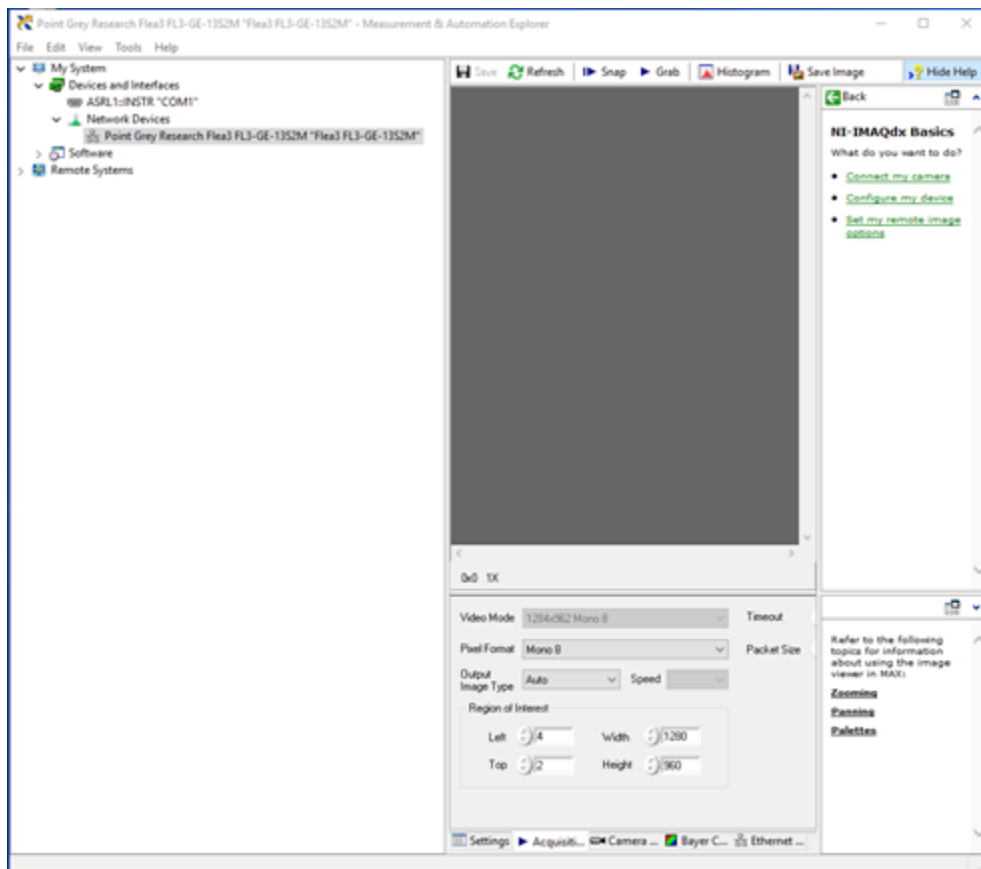 Point Grey Research Flea3 FL3-GE-13S2M "Flea3 FL3-GE-13S2M" - Measurement & Automation Explorer
File Edit View Tools Help
My System
Devices and Interfaces
ASRL1::INSTR "COM1"
Network Devices
Point Grey Research Flea3 FL3-GE-13S2M "Flea3 FL3-GE-13S2M"
Software
Remote Systems
Save Refresh Snap Grab Histogram Save Image Hide Help
0x0 1X
Video Mode 1284x962 Mono 8 Timeout
Pixel Format Mono 8 Packet Size
Output
Image Type Auto Speed
Region of Interest
Left 4 Width 1280
Top 2 Height 960
Settings Acquisiti... Camera ... Bayer C... Ethernet ...
Back
NI-IMAQdx Basics
What do you want to do?
Connect my camera
Configure my device
Set my remote image
options
Refer to the following
topics for information
about using the image
viewer in MAX:
Zooming
Panning
Palettes